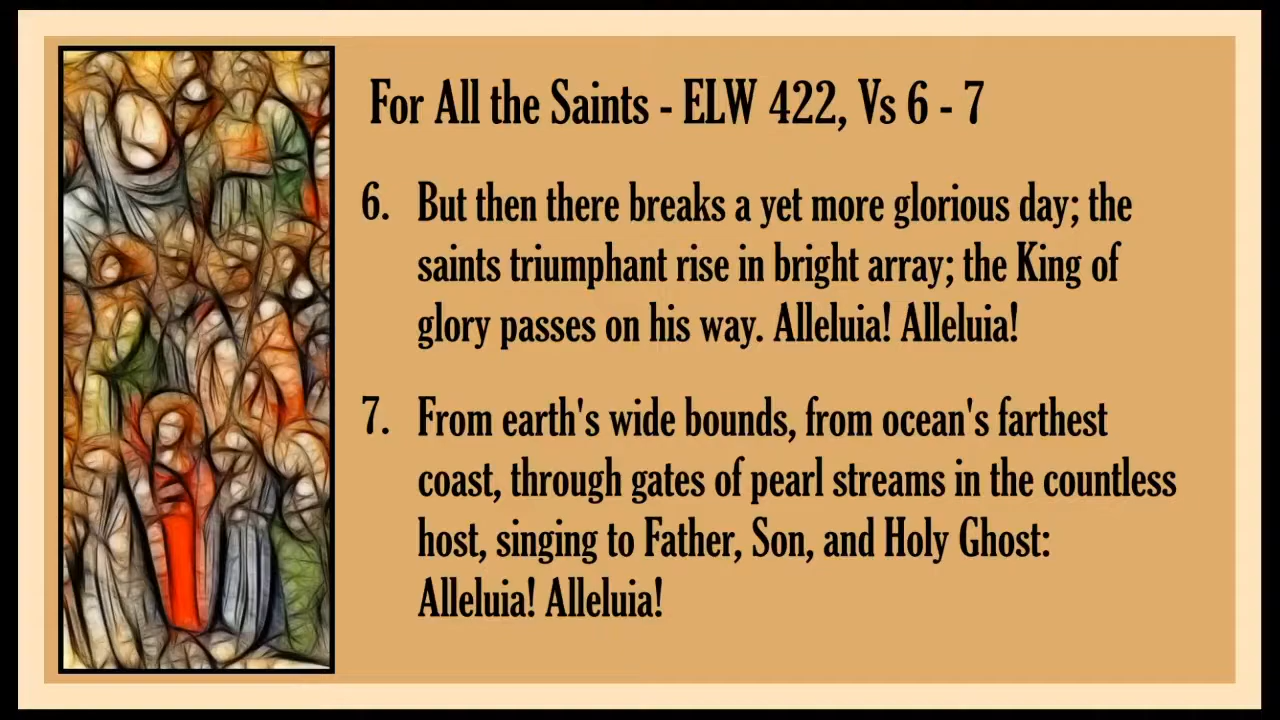 For All the Saints - ELW 422, Vs 6 - 7
6. But then there breaks a yet more glorious day; the
saints triumphant rise in bright array; the King of
glory passes on his way. Alleluia! Alleluia!
7. From earth's wide bounds, from ocean's farthest
coast, through gates of pearl streams in the countless
host, singing to Father, Son, and Holy Ghost:
Alleluia! Alleluia!